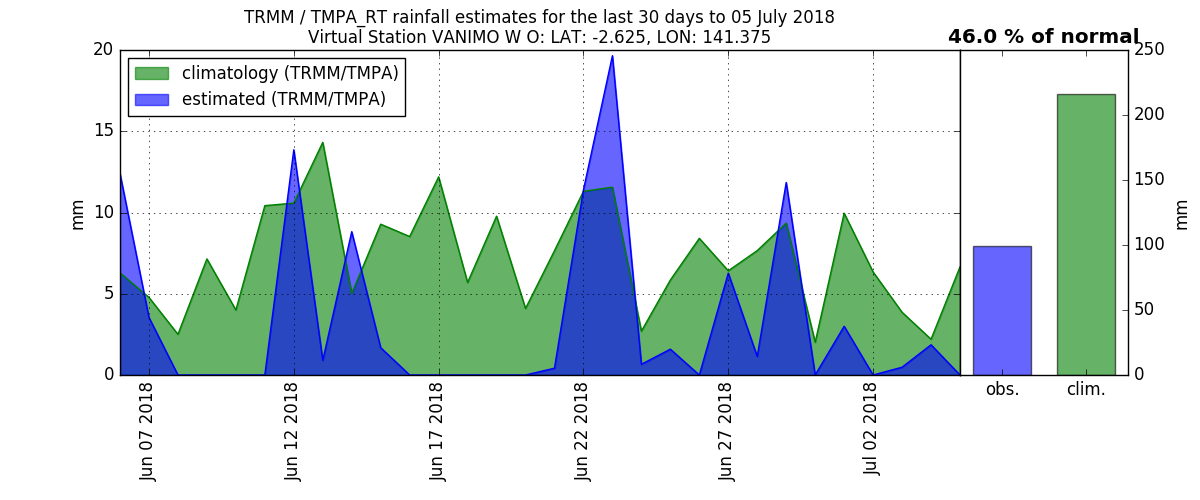 TRMM / TMPA_RT rainfall estimates for the last 30 days to 05 July 2018
Virtual Station VANIMO W O: LAT: -2.625, LON: 141.375
46.0 % of normal
climatology (TRMM/TMPA)
estimated (TRMM/TMPA)
20
15
10
5
0
mm
Jun 07 2018
Jun 12 2018
Jun 17 2018
Jun 22 2018
Jun 27 2018
Jul 02 2018
250
200
150
100
50
0
mm
obs.
clim.